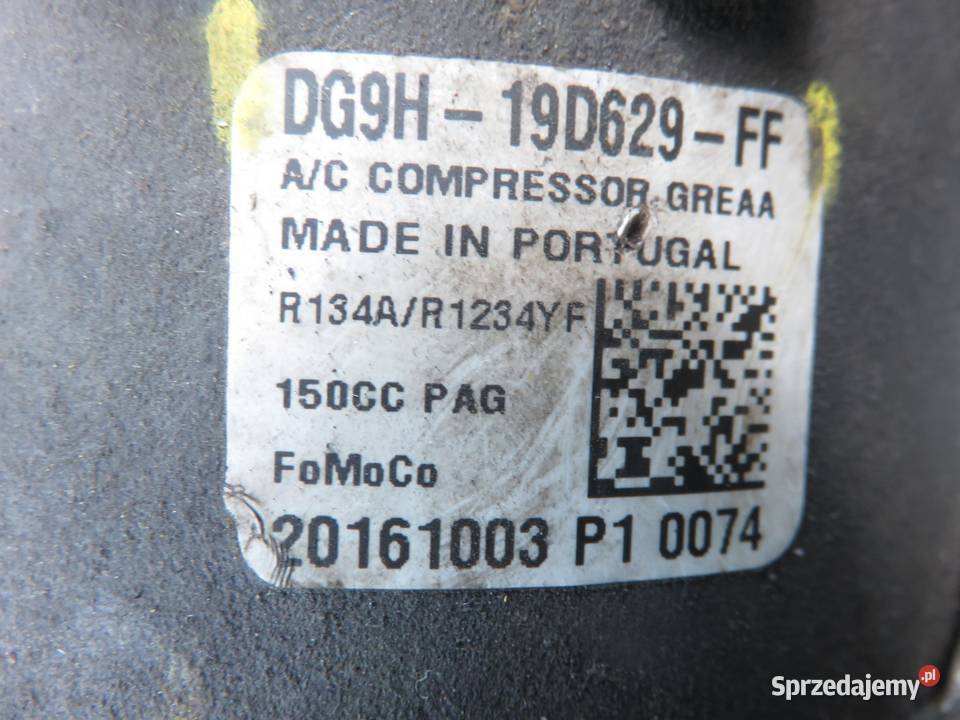 DG9H-19D629-FF
A/C COMPRESSOR GREAA
MADE IN PORTUGAL
R134A/R1234YF
150CC PAG
FoMoCo
20161003 P1 0074
Sprzedajemy.pl